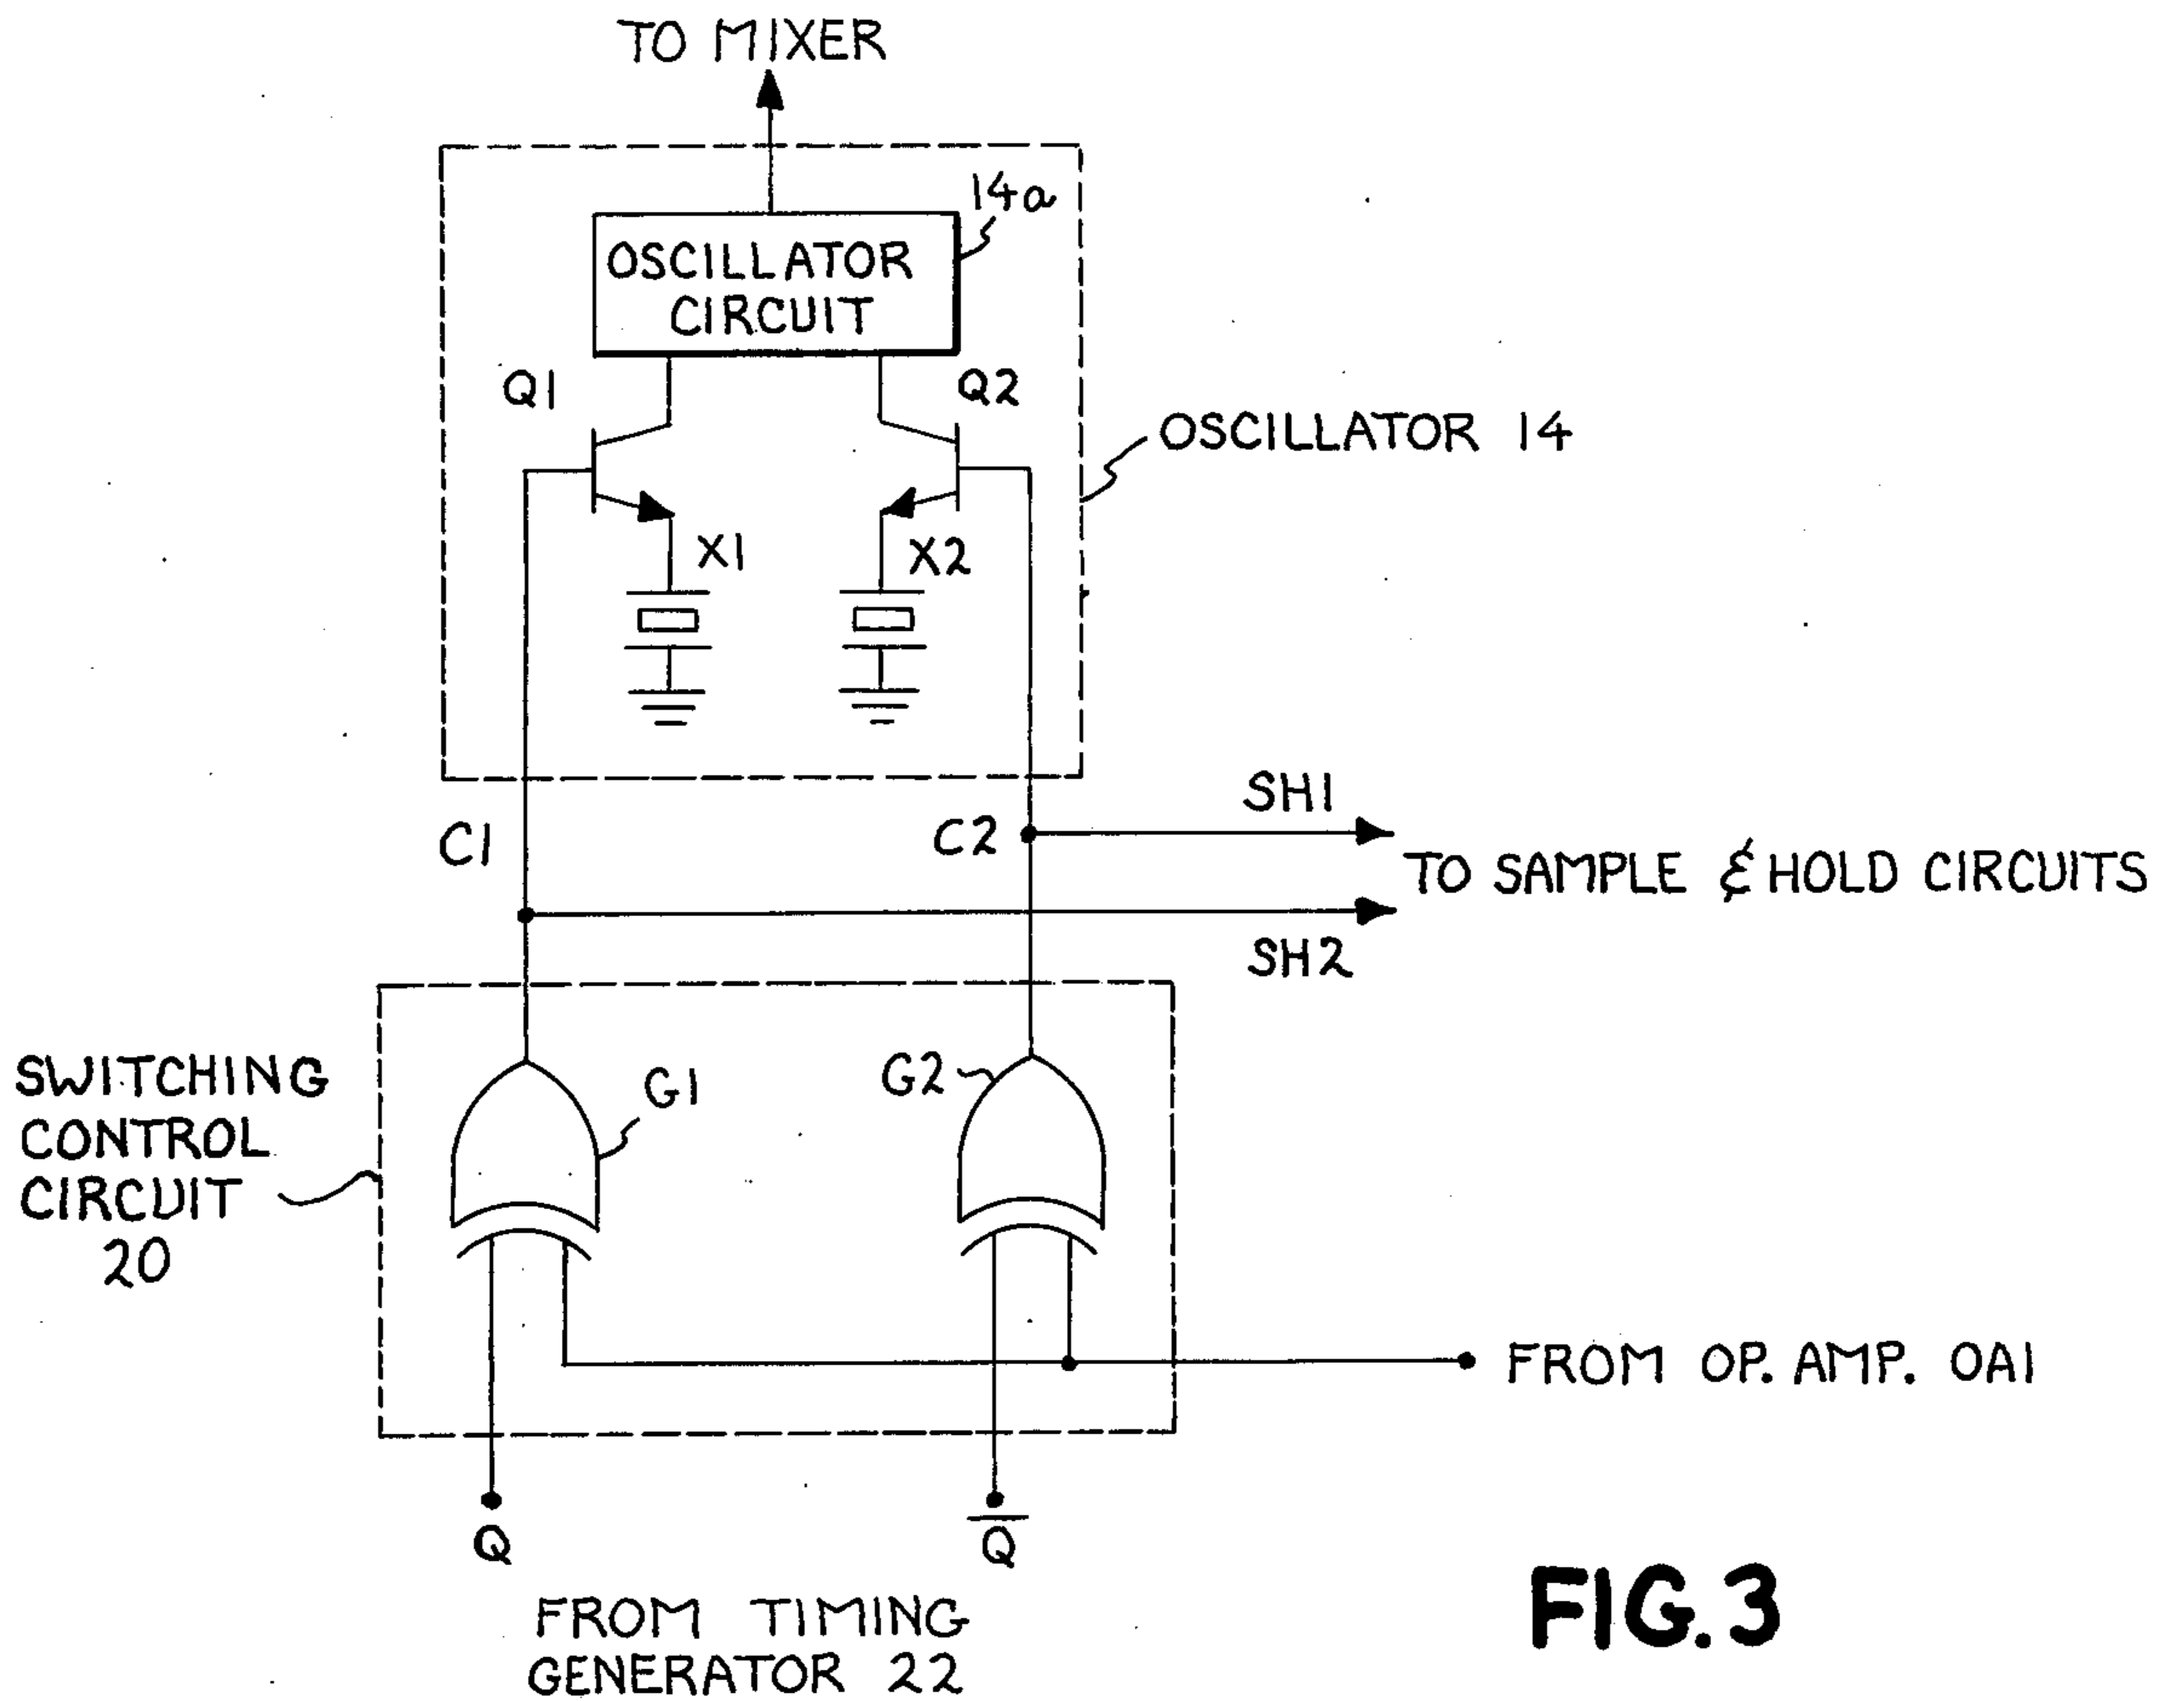 TO MIXER
14a
OSCILLATOR
CIRCUIT
Q1
Q2
OSCILLATOR 14
X1
X2
SH1
C1
C2
TO SAMPLE & HOLD CIRCUITS
SH2
SWITCHING
CONTROL
CIRCUIT
20
G1
G2
FROM OP. AMP. OA1
Q
Q̅
FROM TIMING
GENERATOR 22
FIG.3